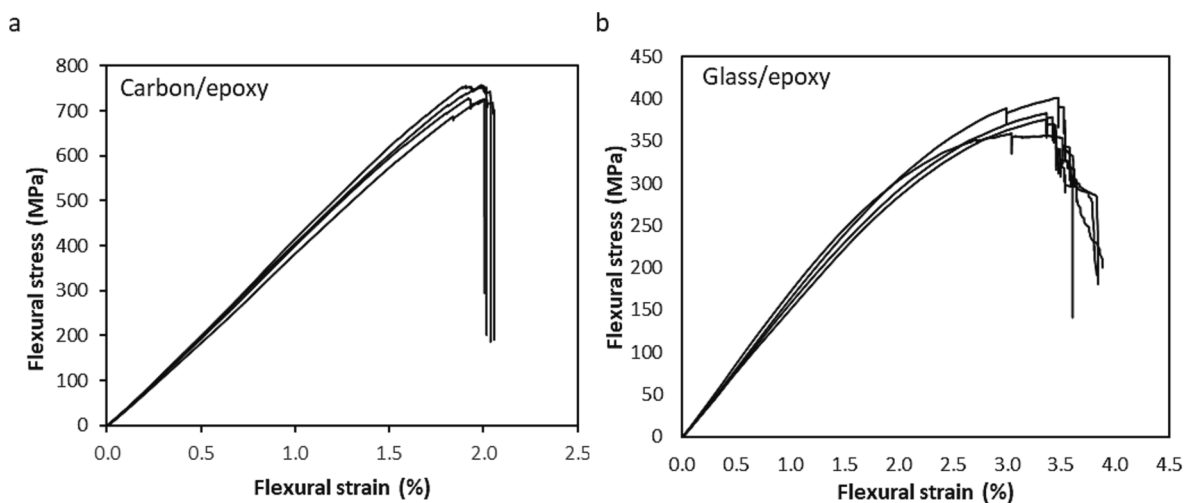 a
Carbon/epoxy
Flexural stress (MPa)
800
700
600
500
400
300
200
100
0
0.0 0.5 1.0 1.5 2.0 2.5
Flexural strain (%)
b
Glass/epoxy
Flexural stress (MPa)
450
400
350
300
250
200
150
100
50
0
0.0 0.5 1.0 1.5 2.0 2.5 3.0 3.5 4.0 4.5
Flexural strain (%)